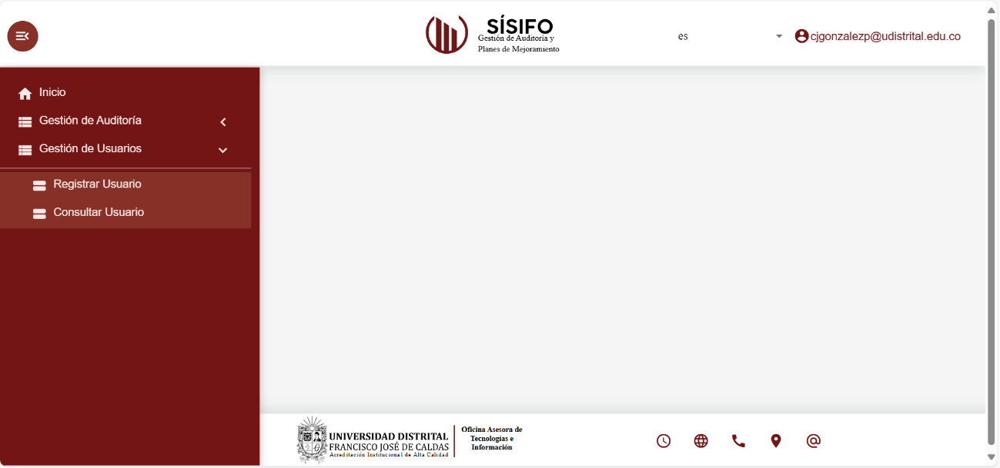 SÍSIFO
Gestión de Auditoría y
Planes de Mejoramiento
es
cjgonzalezp@udistrital.edu.co
Inicio
Gestión de Auditoría
Gestión de Usuarios
Registrar Usuario
Consultar Usuario
UNIVERSIDAD DISTRITAL
FRANCISCO JOSÉ DE CALDAS
Acreditación Institucional de Alta Calidad
Oficina Asesora de
Tecnologías e
Información